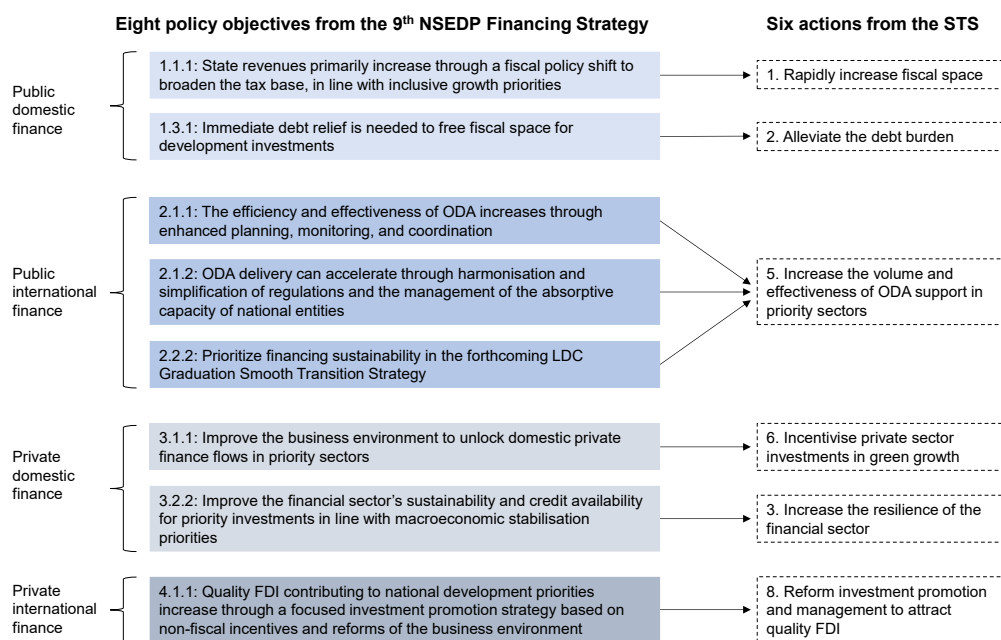 Eight policy objectives from the 9th NSEDP Financing Strategy
Six actions from the STS
Public
domestic
finance
1.1.1: State revenues primarily increase through a fiscal policy shift to
broaden the tax base, in line with inclusive growth priorities
1. Rapidly increase fiscal space
1.3.1: Immediate debt relief is needed to free fiscal space for
development investments
2. Alleviate the debt burden
Public
international
finance
2.1.1: The efficiency and effectiveness of ODA increases through
enhanced planning, monitoring, and coordination
2.1.2: ODA delivery can accelerate through harmonisation and
simplification of regulations and the management of the absorptive
capacity of national entities
2.2.2: Prioritize financing sustainability in the forthcoming LDC
Graduation Smooth Transition Strategy
5. Increase the volume and
effectiveness of ODA support in
priority sectors
Private
domestic
finance
3.1.1: Improve the business environment to unlock domestic private
finance flows in priority sectors
6. Incentivise private sector
investments in green growth
3.2.2: Improve the financial sector's sustainability and credit availability
for priority investments in line with macroeconomic stabilisation
priorities
3. Increase the resilience of the
financial sector
Private
international
finance
4.1.1: Quality FDI contributing to national development priorities
increase through a focused investment promotion strategy based on
non-fiscal incentives and reforms of the business environment
8. Reform investment promotion
and management to attract
quality FDI